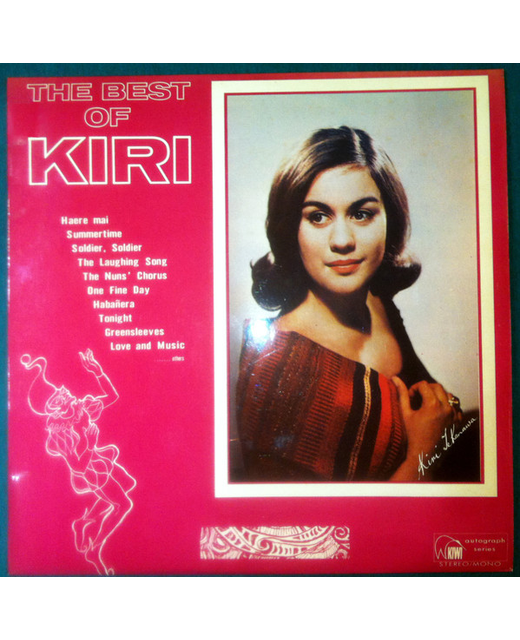 THE BEST
OF
KIRI
Haere mai
Summertime
Soldier, Soldier
The Laughing Song
The Nuns' Chorus
One Fine Day
Habañera
Tonight
Greensleeves
Love and Music
Kiri Te Kanawa
KIWI
autograph
series
STEREO/MONO